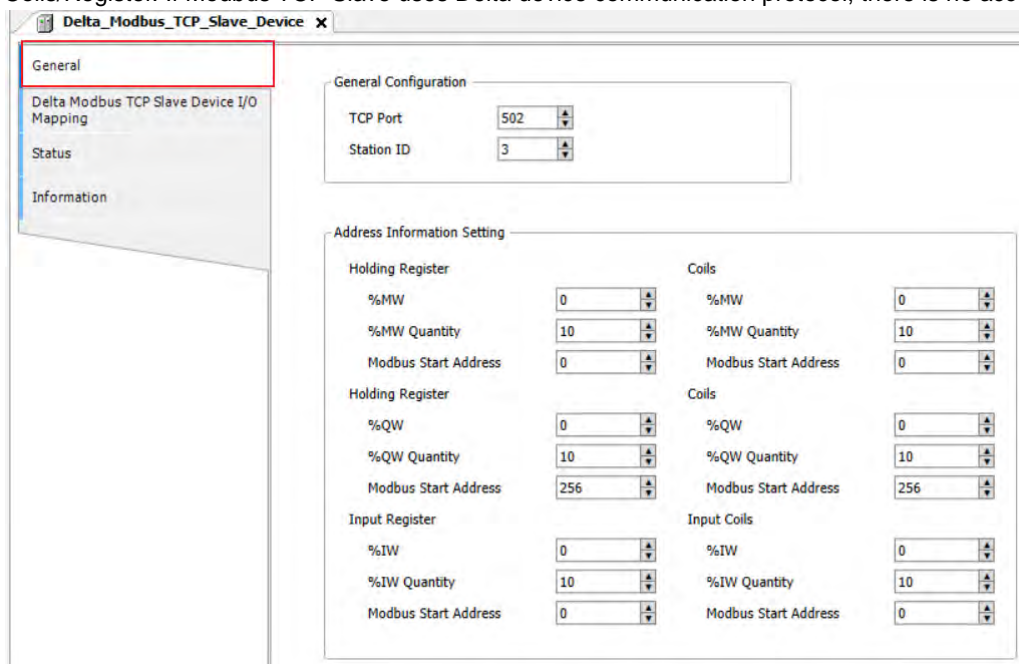 Delta_Modbus_TCP_Slave_Device X
General
Delta Modbus TCP Slave Device I/O
Mapping
Status
Information
General Configuration
TCP Port 502
Station ID 3
Address Information Setting
Holding Register Coils
%MW 0 %MW 0
%MW Quantity 10 %MW Quantity 10
Modbus Start Address 0 Modbus Start Address 0
Holding Register Coils
%QW 0 %QW 0
%QW Quantity 10 %QW Quantity 10
Modbus Start Address 256 Modbus Start Address 256
Input Register Input Coils
%IW 0 %IW 0
%IW Quantity 10 %IW Quantity 10
Modbus Start Address 0 Modbus Start Address 0